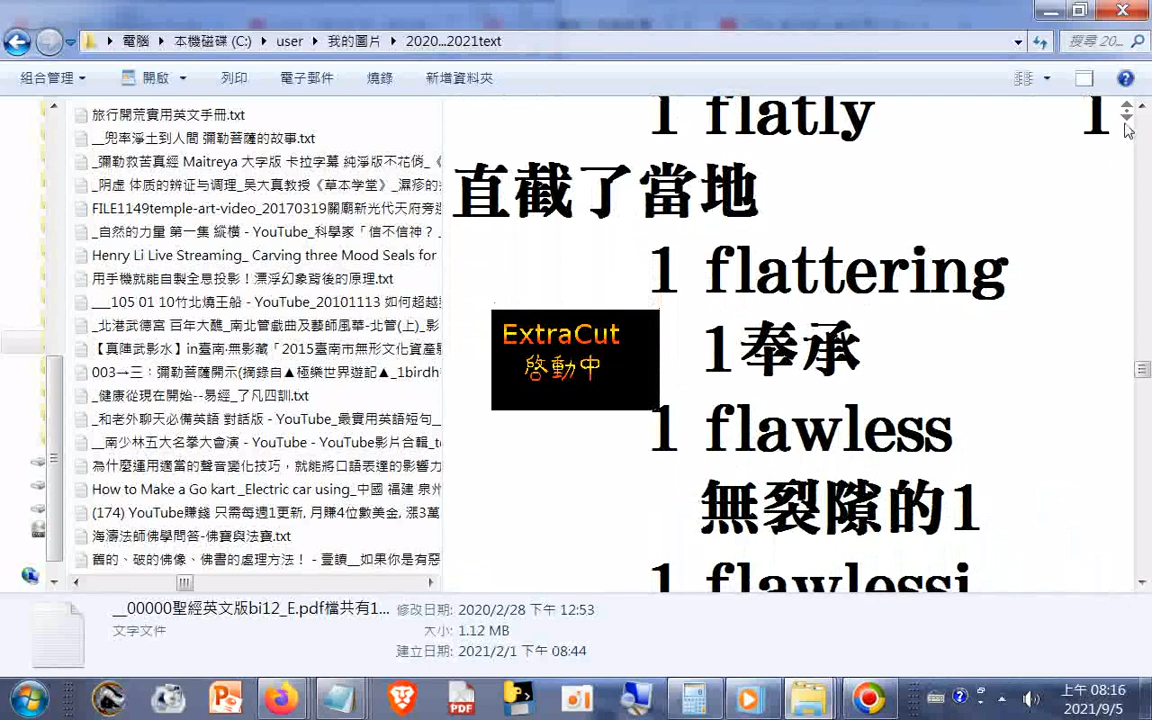 電腦 ▸ 本機磁碟 (C:) ▸ user ▸ 我的圖片 ▸ 2020...2021text
搜尋 20...
組合管理 開啟 列印 電子郵件 燒錄 新增資料夾
旅行開荒實用英文手冊.txt
__兜率淨土到人間 彌勒菩薩的故事.txt
_彌勒救苦真經 Maitreya 大字版 卡拉字幕 純淨版不花俏_《
_阴虚 体质的辨证与调理_吴大真教授《草本学堂》_濕疹的
FILE1149temple-art-video_20170319關廟新光代天府旁
_自然的力量 第一集 縱橫 - YouTube_科學家「信不信神？
Henry Li Live Streaming_ Carving three Mood Seals for
用手機就能自製全息投影！漂浮幻象背後的原理.txt
___105 01 10竹北燒王船 - YouTube_20101113 如何超越
_北港武德宮 百年大醮_南北管戲曲及藝師風華-北管(上)_影
【真陣武影水】in臺南·無影藏「2015臺南市無形文化資產
003→三：彌勒菩薩開示(摘錄自▲極樂世界遊記▲_1birdh
_健康從現在開始--易經_了凡四訓.txt
_和老外聊天必備英語 對話版 - YouTube_最實用英語短句_
__南少林五大名拳大會演 - YouTube - YouTube影片合輯_t
為什麼運用適當的聲音變化技巧，就能將口語表達的影響力
How to Make a Go kart _Electric car using_中國 福建 泉州
(174) YouTube賺錢 只需每週1更新, 月賺4位數美金, 漲3萬
海濤法師佛學問答-佛寶與法寶.txt
舊的、破的佛像、佛書的處理方法！ - 壹讀__如果你是有惡
1 flatly 1
直截了當地
1 flattering
1奉承
1 flawless
無裂隙的1
1 flawlessi
ExtraCut
啓動中
__00000聖經英文版bi12_E.pdf檔共有1...
文字文件
修改日期: 2020/2/28 下午 12:53
大小: 1.12 MB
建立日期: 2021/2/1 下午 08:44
上午 08:16
2021/9/5